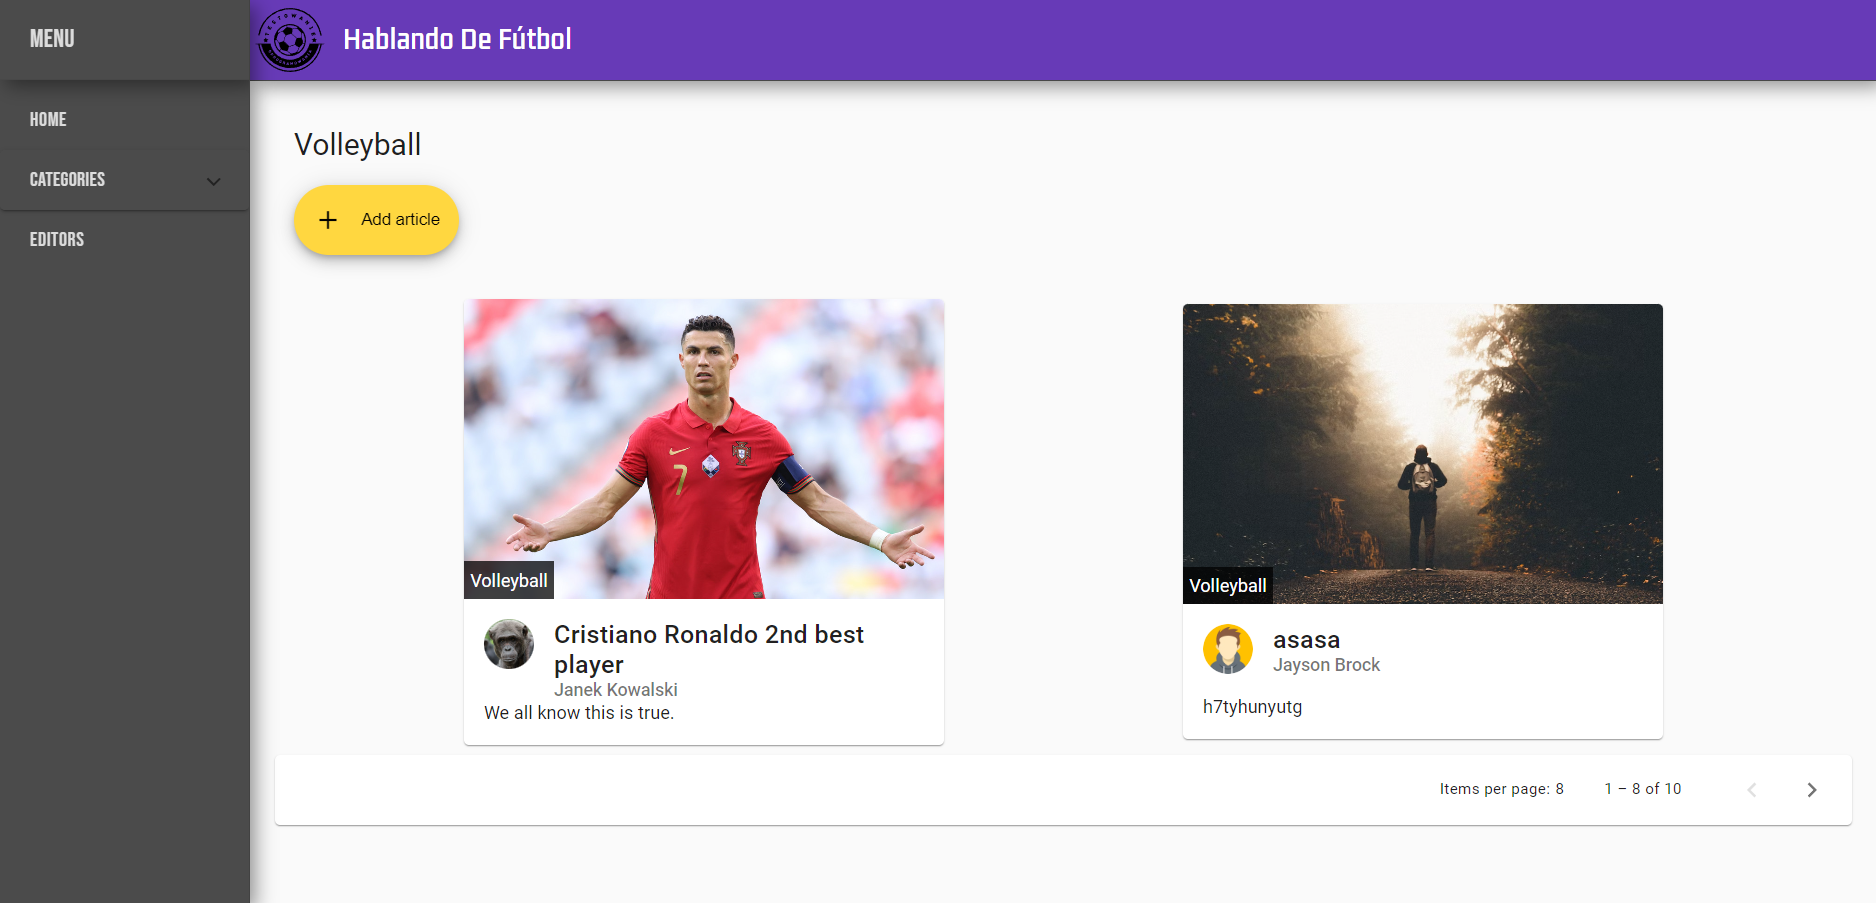 MENU
Hablando De Fútbol
HOME
CATEGORIES
EDITORS
Volleyball
Add article
7
Volleyball
Cristiano Ronaldo 2nd best
player
Janek Kowalski
We all know this is true.
Volleyball
asasa
Jayson Brock
h7tyhunyutg
Items per page: 8
1 – 8 of 10